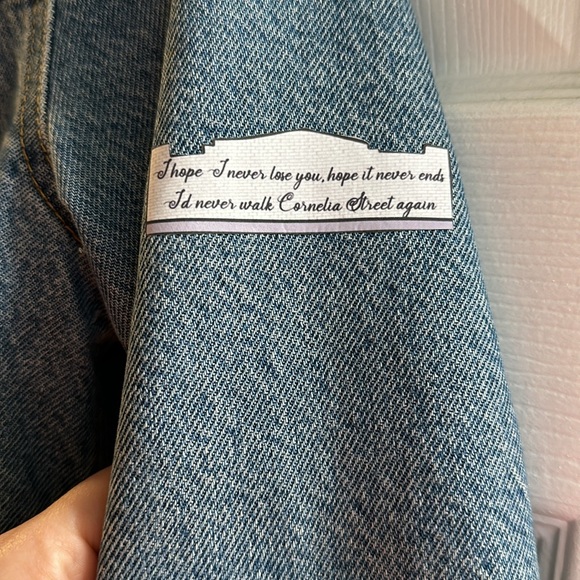 I hope I never lose you, hope it never ends
I'd never walk Cornelia Street again